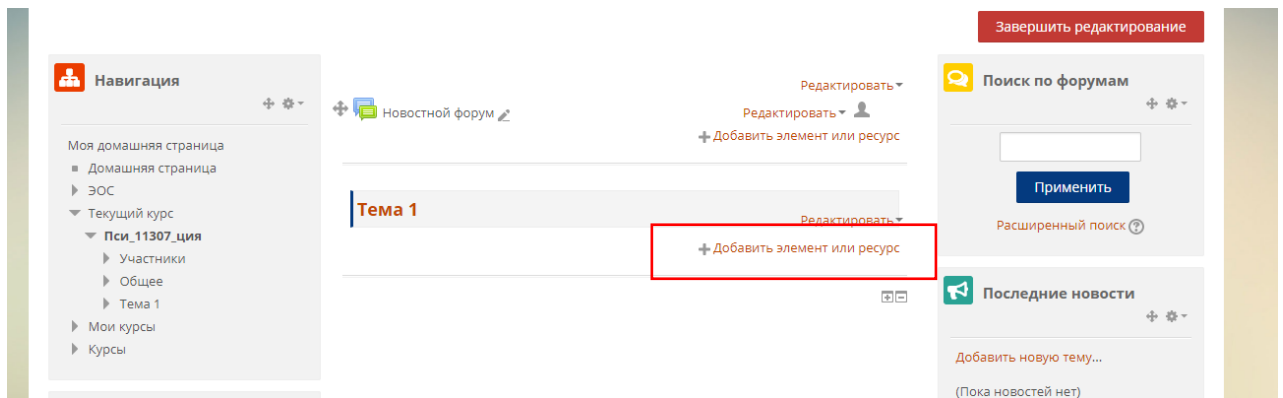 Завершить редактирование
Навигация
Моя домашняя страница
Домашняя страница
ЭОС
Текущий курс
Пси_11307_ция
Участники
Общее
Тема 1
Мои курсы
Курсы
Редактировать
Новостной форум
Редактировать
Добавить элемент или ресурс
Тема 1
Редактировать
Добавить элемент или ресурс
Поиск по форумам
Применить
Расширенный поиск
Последние новости
Добавить новую тему...
(Пока новостей нет)